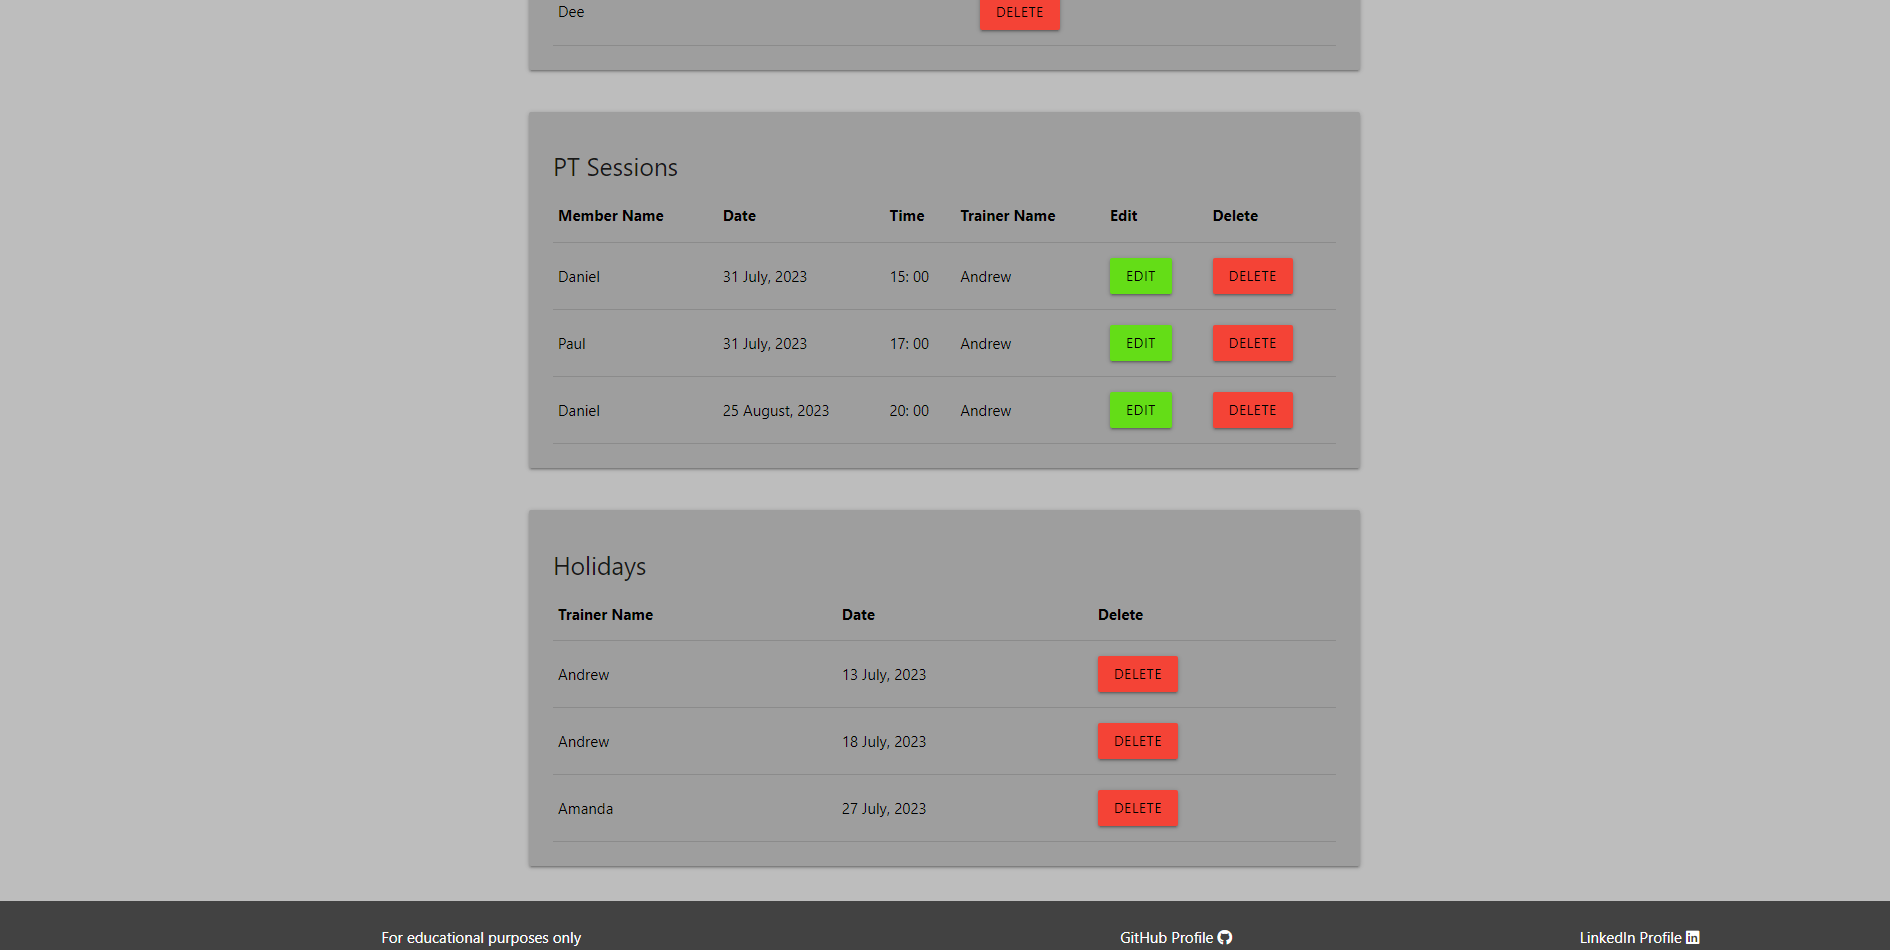 Dee DELETE
PT Sessions
Member Name Date Time Trainer Name Edit Delete
Daniel 31 July, 2023 15: 00 Andrew EDIT DELETE
Paul 31 July, 2023 17: 00 Andrew EDIT DELETE
Daniel 25 August, 2023 20: 00 Andrew EDIT DELETE
Holidays
Trainer Name Date Delete
Andrew 13 July, 2023 DELETE
Andrew 18 July, 2023 DELETE
Amanda 27 July, 2023 DELETE
For educational purposes only GitHub Profile LinkedIn Profile in